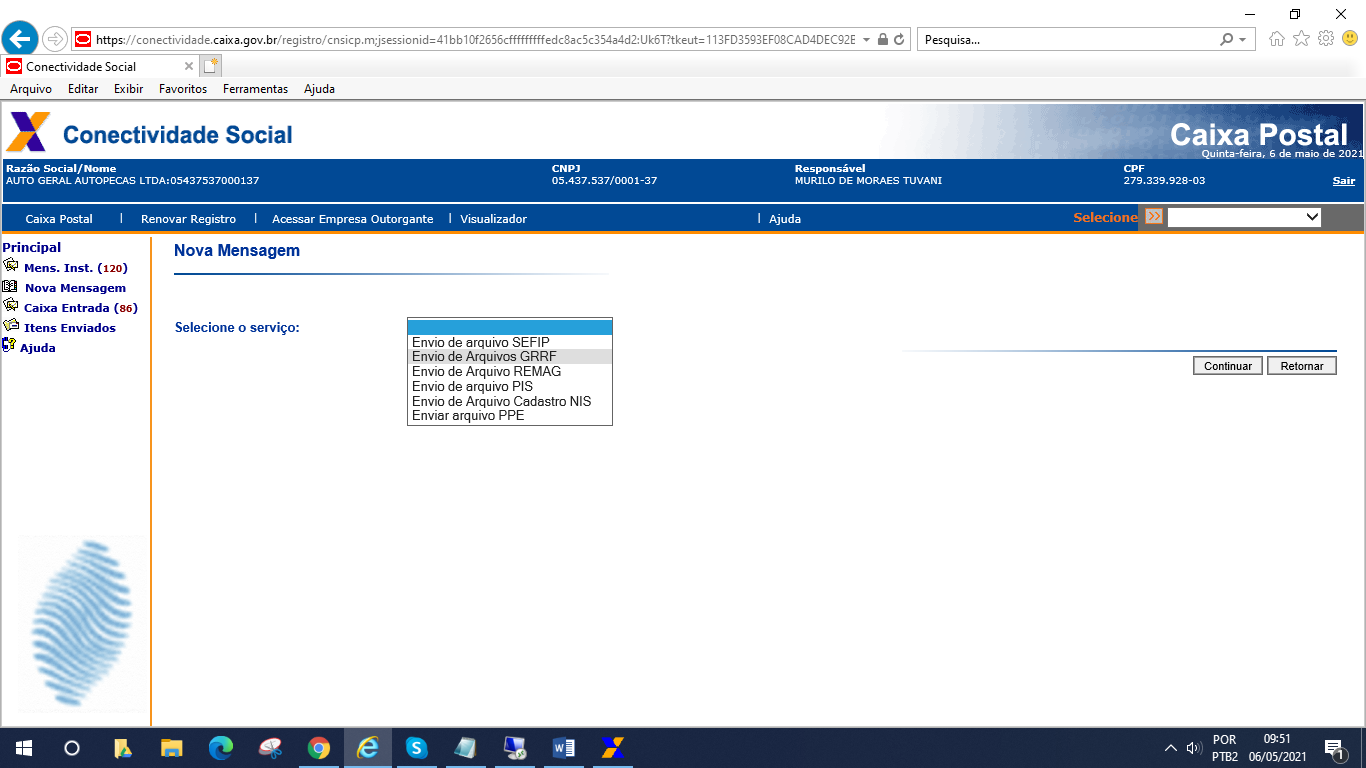 https://conectividade.caixa.gov.br/registro/cnsicp.m;jsessionid=41bb10f2656cfffffffffedc8ac5c354a4d2:Uk6T?tkeut=113FD3593EF08CAD4DEC92E
Pesquisa...
Conectividade Social
Arquivo Editar Exibir Favoritos Ferramentas Ajuda
Conectividade Social
Caixa Postal
Quinta-feira, 6 de maio de 2021
Razão Social/Nome CNPJ Responsável CPF
AUTO GERAL AUTOPECAS LTDA:05437537000137 05.437.537/0001-37 MURILO DE MORAES TUVANI 279.339.928-03 Sair
Caixa Postal | Renovar Registro | Acessar Empresa Outorgante | Visualizador | Ajuda Selecione
Principal
Mens. Inst. (120)
Nova Mensagem
Caixa Entrada (86)
Itens Enviados
Ajuda
Nova Mensagem
Selecione o serviço:
Envio de arquivo SEFIP
Envio de Arquivos GRRF
Envio de Arquivo REMAG
Envio de arquivo PIS
Envio de Arquivo Cadastro NIS
Enviar arquivo PPE
Continuar Retornar
POR
PTB2
09:51
06/05/2021
1